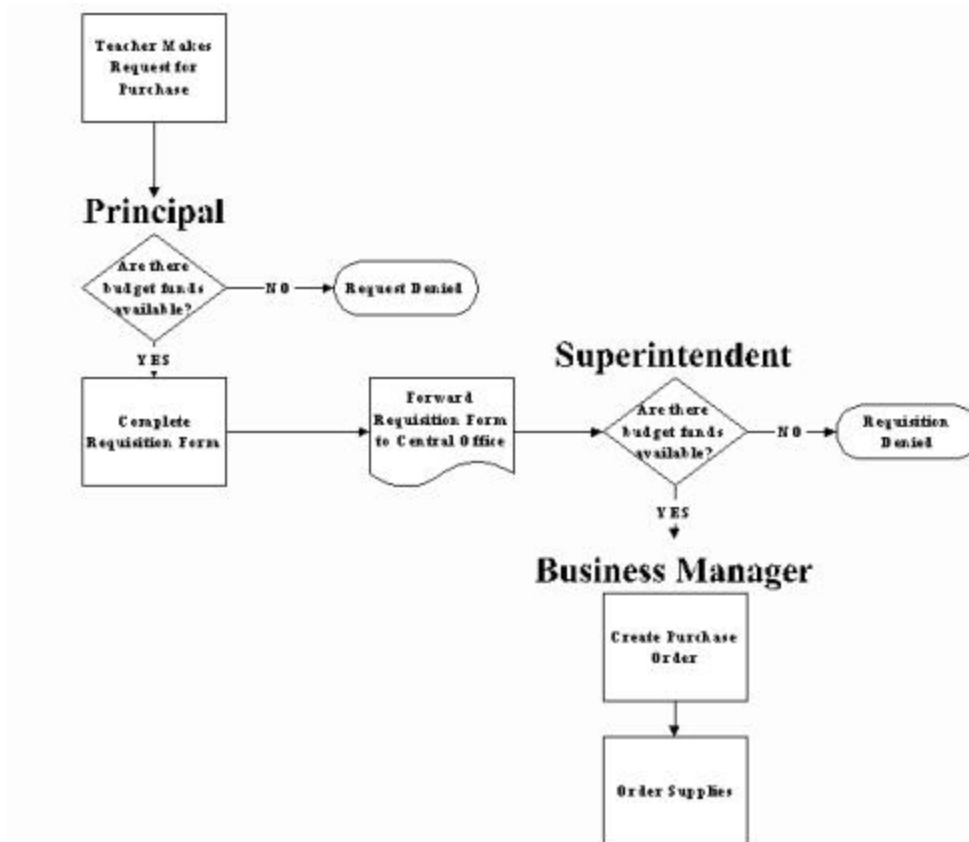 Teacher Makes
Request for
Purchase
Principal
Are there
budget funds
available?
NO
Request Denied
YES
Complete
Requisition Form
Forward
Requisition Form
to Central Office
Superintendent
Are there
budget funds
available?
NO
Requisition
Denied
YES
Business Manager
Create Purchase
Order
Order Supplies